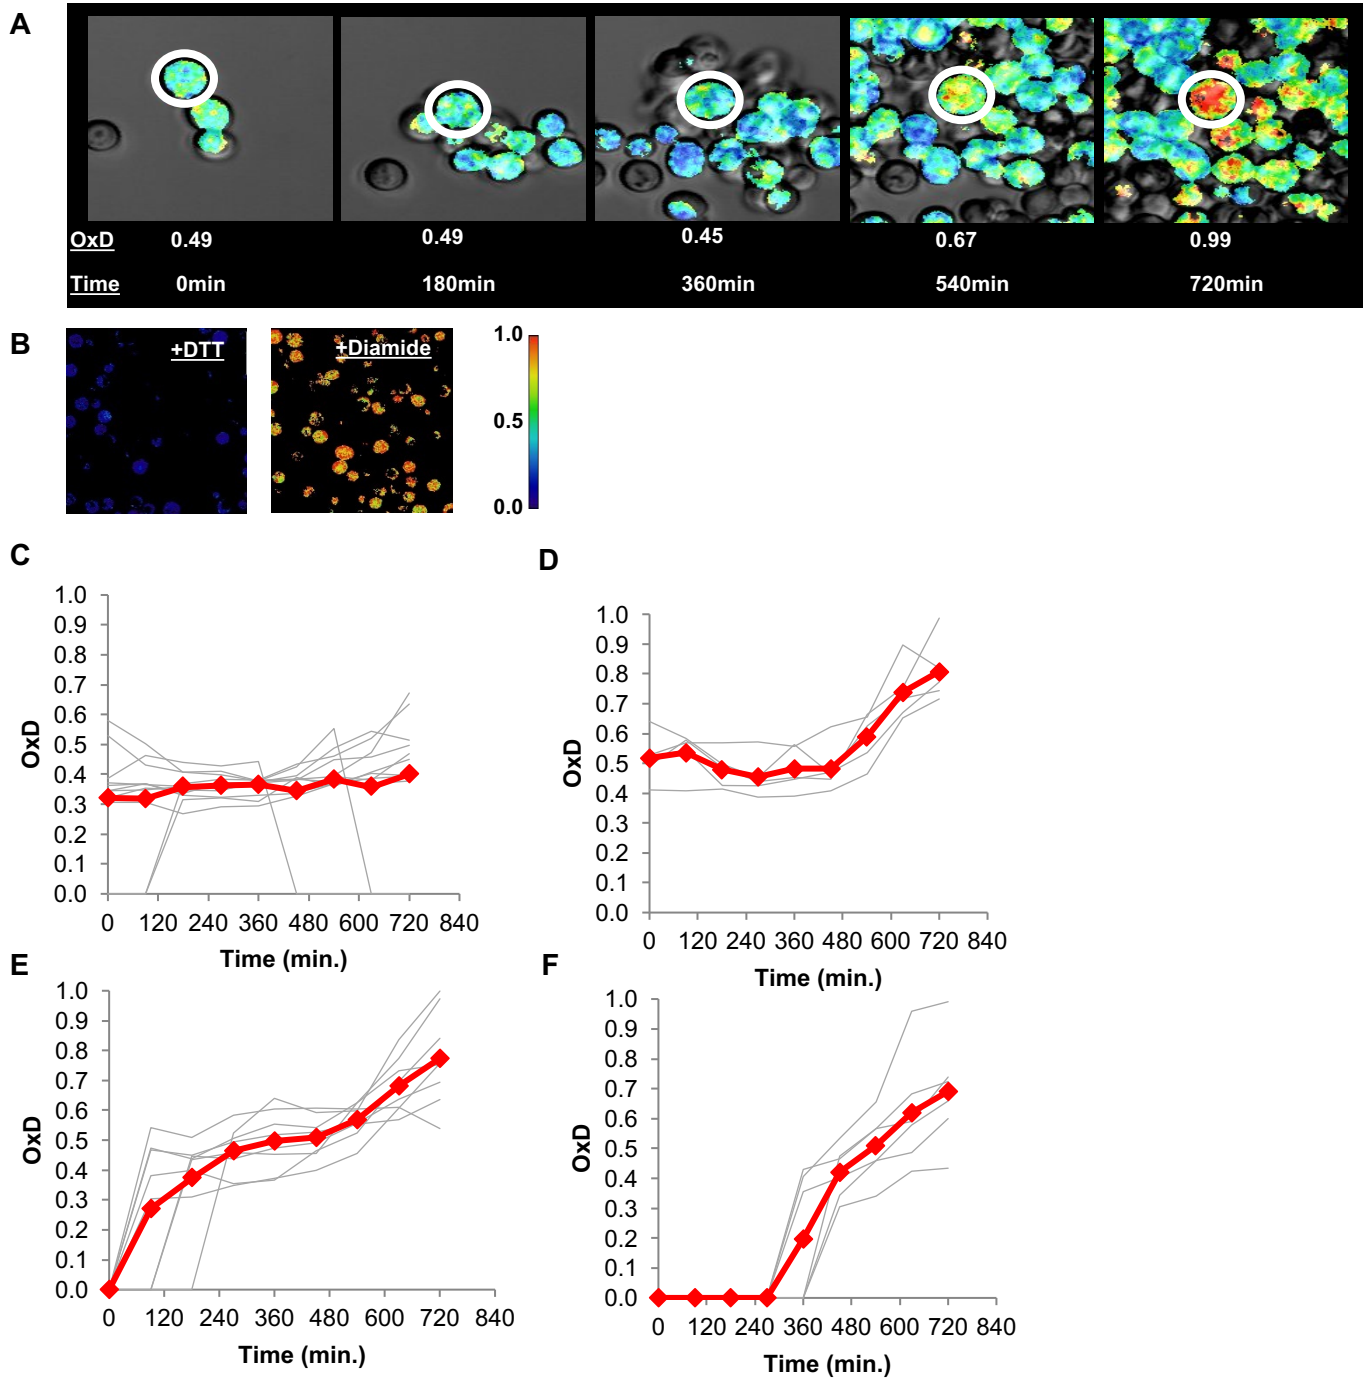 A
OxD 0.49 0.49 0.45 0.67 0.99
Time 0min 180min 360min 540min 720min
B
+DTT
+Diamide
1.0
0.5
0.0
C
1.0
0.9
0.8
0.7
0.6
0.5
0.4
0.3
0.2
0.1
0.0
OxD
0 120 240 360 480 600 720 840
Time (min.)
D
1.0
0.9
0.8
0.7
0.6
0.5
0.4
0.3
0.2
0.1
0.0
OxD
0 120 240 360 480 600 720 840
Time (min.)
E
1.0
0.9
0.8
0.7
0.6
0.5
0.4
0.3
0.2
0.1
0.0
OxD
0 120 240 360 480 600 720 840
Time (min.)
F
1.0
0.9
0.8
0.7
0.6
0.5
0.4
0.3
0.2
0.1
0.0
OxD
0 120 240 360 480 600 720 840
Time (min.)